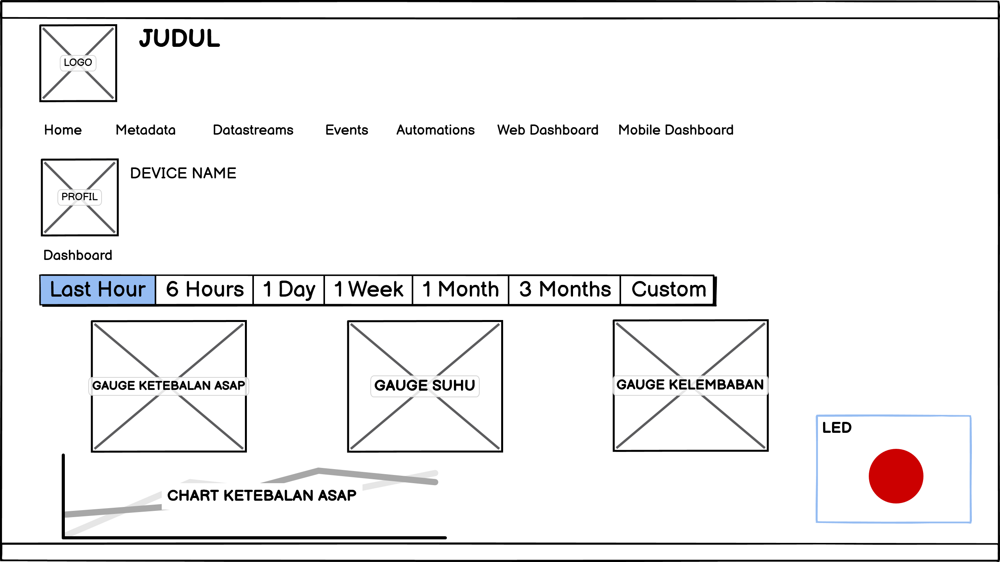 JUDUL
LOGO
Home Metadata Datastreams Events Automations Web Dashboard Mobile Dashboard
DEVICE NAME
PROFIL
Dashboard
Last Hour 6 Hours 1 Day 1 Week 1 Month 3 Months Custom
GAUGE KETEBALAN ASAP GAUGE SUHU GAUGE KELEMBABAN
LED
CHART KETEBALAN ASAP